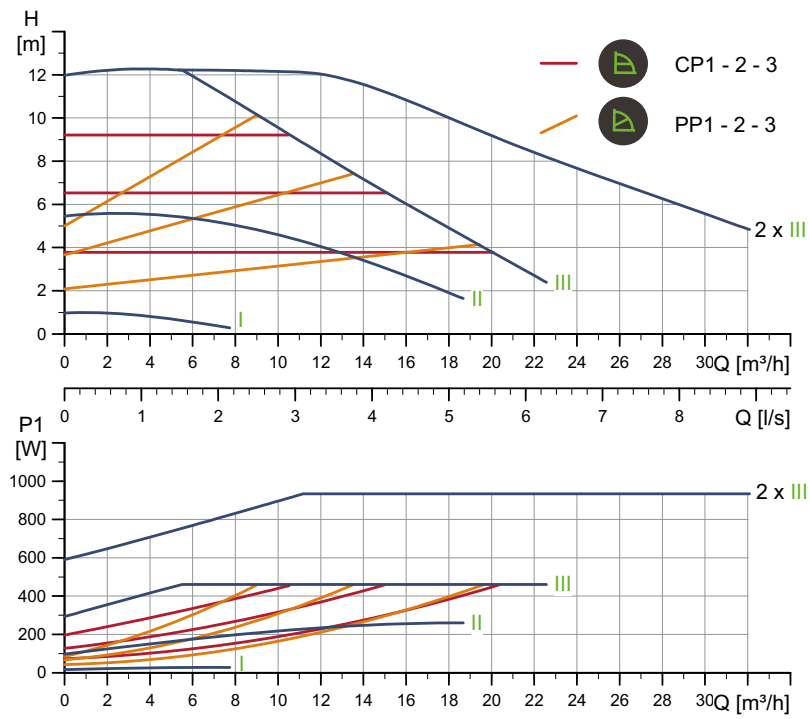 H
[m]
12
10
8
6
4
2
0
CP1 - 2 - 3
PP1 - 2 - 3
2 x III
III
II
I
0 2 4 6 8 10 12 14 16 18 20 22 24 26 28 30 Q [m³/h]
0 1 2 3 4 5 6 7 8 Q [l/s]
P1
[W]
1000
800
600
400
200
0
2 x III
III
II
I
0 2 4 6 8 10 12 14 16 18 20 22 24 26 28 30 Q [m³/h]